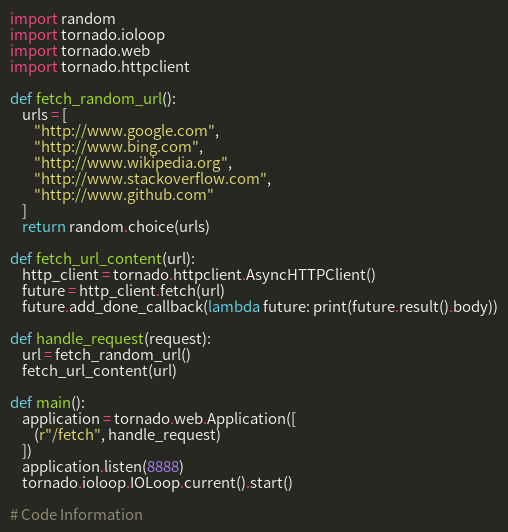 import random
import tornado.ioloop
import tornado.web
import tornado.httpclient

def fetch_random_url():
    urls = [
        "http://www.google.com",
        "http://www.bing.com",
        "http://www.wikipedia.org",
        "http://www.stackoverflow.com",
        "http://www.github.com"
    ]
    return random.choice(urls)

def fetch_url_content(url):
    http_client = tornado.httpclient.AsyncHTTPClient()
    future = http_client.fetch(url)
    future.add_done_callback(lambda future: print(future.result().body))

def handle_request(request):
    url = fetch_random_url()
    fetch_url_content(url)

def main():
    application = tornado.web.Application([
        (r"/fetch", handle_request)
    ])
    application.listen(8888)
    tornado.ioloop.IOLoop.current().start()

# Code Information